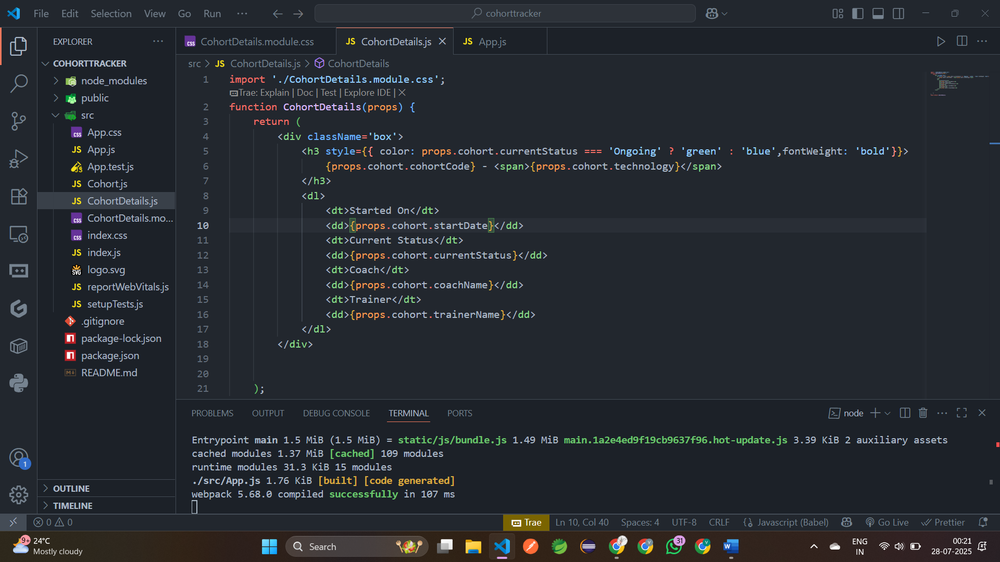 File Edit Selection View Go Run ··· cohorttracker
EXPLORER
COHORTTRACKER
node_modules
public
src
App.css
App.js
App.test.js
Cohort.js
CohortDetails.js
CohortDetails.mo...
index.css
index.js
logo.svg
reportWebVitals.js
setupTests.js
.gitignore
package-lock.json
package.json
README.md
OUTLINE
TIMELINE
CohortDetails.module.css JS CohortDetails.js JS App.js
src > JS CohortDetails.js > CohortDetails
1 import './CohortDetails.module.css';
Trae: Explain | Doc | Test | Explore IDE | X
2 function CohortDetails(props) {
3 return (
4 <div className='box'>
5 <h3 style={{ color: props.cohort.currentStatus === 'Ongoing' ? 'green' : 'blue',fontWeight: 'bold'}}>
6 {props.cohort.cohortCode} - <span>{props.cohort.technology}</span>
7 </h3>
8 <dl>
9 <dt>Started On</dt>
10 <dd>{props.cohort.startDate}</dd>
11 <dt>Current Status</dt>
12 <dd>{props.cohort.currentStatus}</dd>
13 <dt>Coach</dt>
14 <dd>{props.cohort.coachName}</dd>
15 <dt>Trainer</dt>
16 <dd>{props.cohort.trainerName}</dd>
17 </dl>
18 </div>
19
20
21 );
PROBLEMS OUTPUT DEBUG CONSOLE TERMINAL PORTS node
Entrypoint main 1.5 MiB (1.5 MiB) = static/js/bundle.js 1.49 MiB main.1a2e4ed9f19cb9637f96.hot-update.js 3.39 KiB 2 auxiliary assets
cached modules 1.37 MiB [cached] 109 modules
runtime modules 31.3 KiB 15 modules
./src/App.js 1.76 KiB [built] [code generated]
webpack 5.68.0 compiled successfully in 107 ms
0 0 Trae Ln 10, Col 40 Spaces: 4 UTF-8 CRLF {} Javascript (Babel) Go Live Prettier
9+ 24°C
Mostly cloudy
Search
31
ENG
IN
00:21
28-07-2025